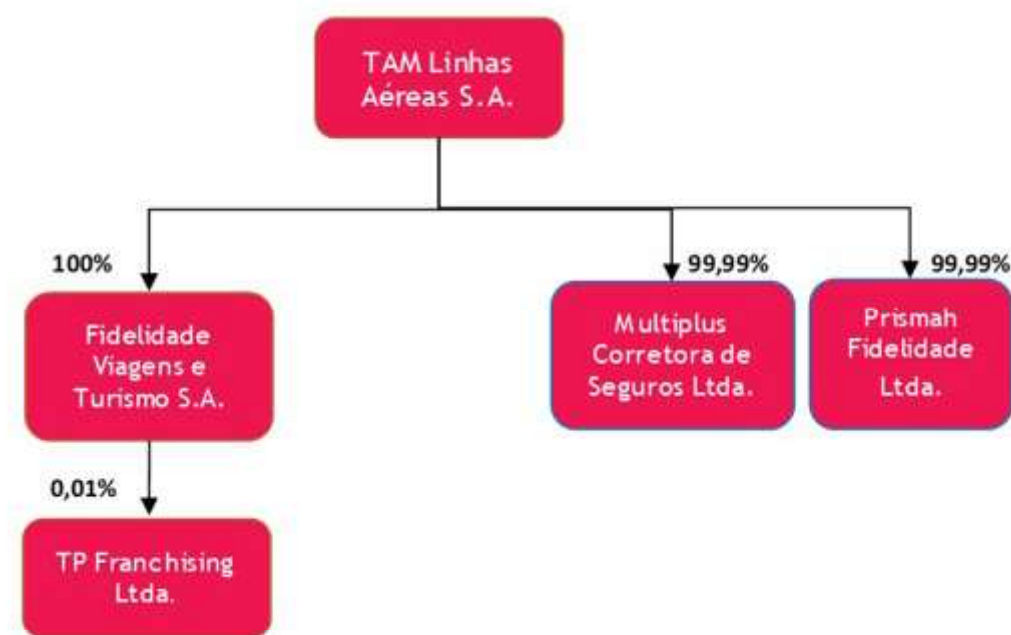 TAM Linhas
Aéreas S.A.
100%
99,99%
99,99%
Fidelidade
Viagens e
Turismo S.A.
Multiplus
Corretora de
Seguros Ltda.
Prismah
Fidelidade
Ltda.
0,01%
TP Franchising
Ltda.